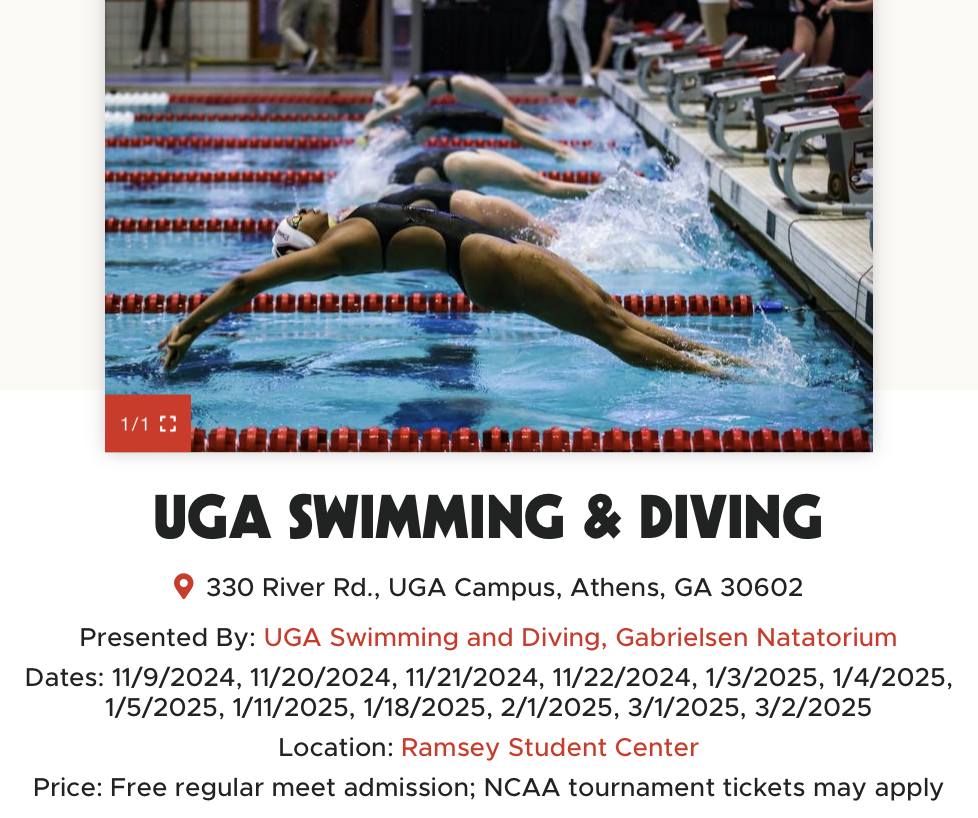 1/1
UGA SWIMMING & DIVING
330 River Rd., UGA Campus, Athens, GA 30602
Presented By: UGA Swimming and Diving, Gabrielsen Natatorium
Dates: 11/9/2024, 11/20/2024, 11/21/2024, 11/22/2024, 1/3/2025, 1/4/2025,
1/5/2025, 1/11/2025, 1/18/2025, 2/1/2025, 3/1/2025, 3/2/2025
Location: Ramsey Student Center
Price: Free regular meet admission; NCAA tournament tickets may apply